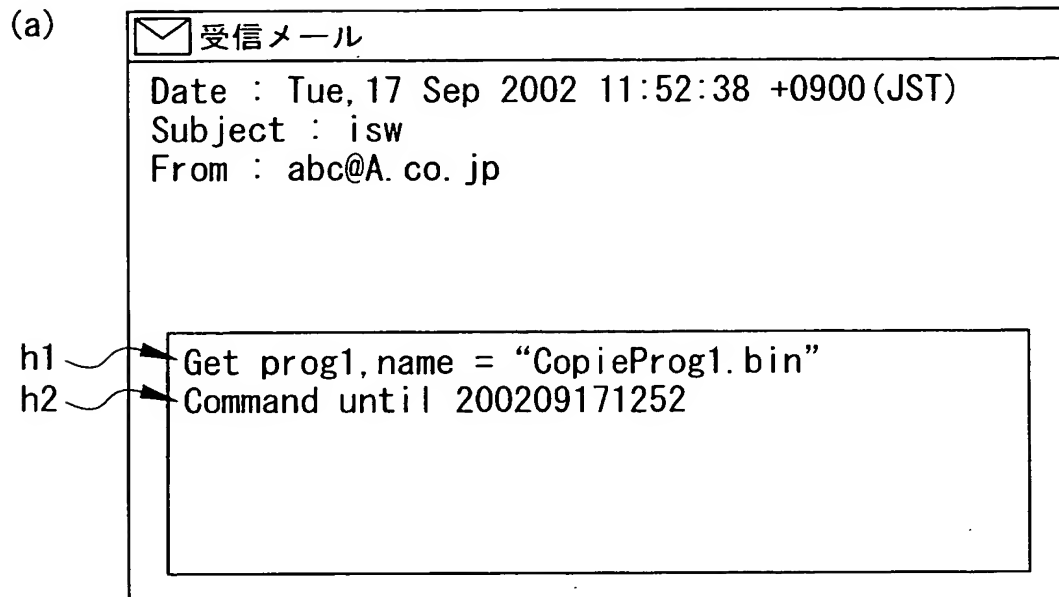 (a)
受信メール
Date : Tue, 17 Sep 2002 11:52:38 +0900(JST)
Subject : isw
From : abc@A.co.jp
h1 Get prog1,name = “CopieProg1.bin”
h2 Command until 200209171252